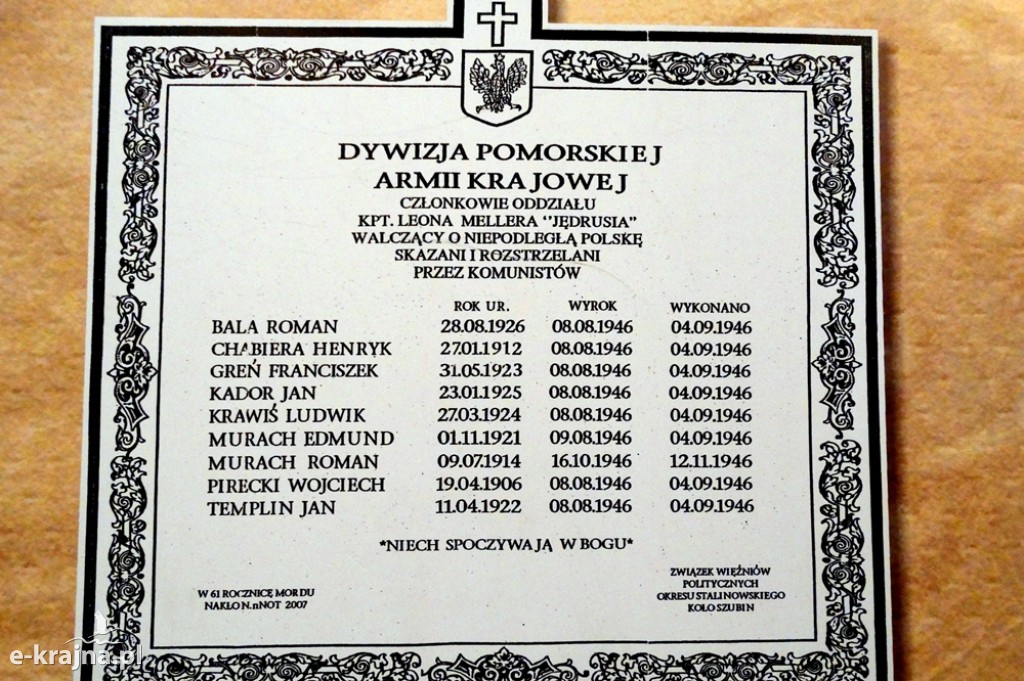 DYWIZJA POMORSKIEJ
ARMII KRAJOWEJ
CZŁONKOWIE ODDZIAŁU
KPT. LEONA MELLERA "JĘDRUSIA"
WALCZĄCY O NIEPODLEGŁĄ POLSKĘ
SKAZANI I ROZSTRZELANI
PRZEZ KOMUNISTÓW
ROK UR. WYROK WYKONANO
BALA ROMAN 28.08.1926 08.08.1946 04.09.1946
CHABIERA HENRYK 27.01.1912 08.08.1946 04.09.1946
GREŃ FRANCISZEK 31.05.1923 08.08.1946 04.09.1946
KADOR JAN 23.01.1925 08.08.1946 04.09.1946
KRAWIŚ LUDWIK 27.03.1924 08.08.1946 04.09.1946
MURACH EDMUND 01.11.1921 09.08.1946 04.09.1946
MURACH ROMAN 09.07.1914 16.10.1946 12.11.1946
PIRECKI WOJCIECH 19.04.1906 08.08.1946 04.09.1946
TEMPLIN JAN 11.04.1922 08.08.1946 04.09.1946
*NIECH SPOCZYWAJĄ W BOGU*
W 61 ROCZNICĘ MORDU
NAKŁO N.nNOT 2007
ZWIĄZEK WIĘŹNIÓW
POLITYCZNYCH
OKRESU STALINOWSKIEGO
KOŁO SZUBIN
e-krajna.pl